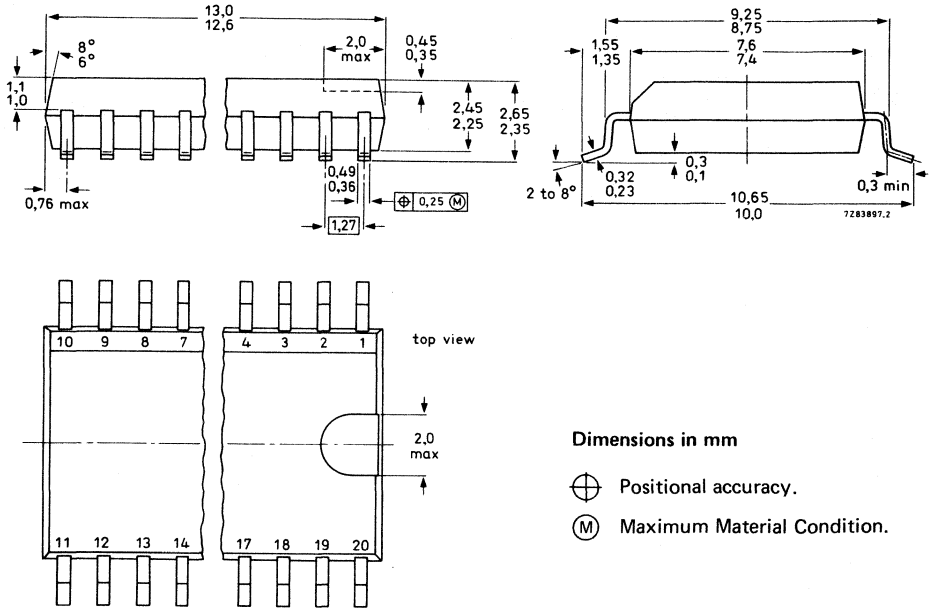 13,0
12,6
8°
6°
2,0
max
0,45
0,35
1,1
1,0
2,45
2,25
2,65
2,35
0,76 max
0,49
0,36
0,25 M
1,27
9,25
8,75
1,55
1,35
7,6
7,4
2 to 8°
0,32
0,23
0,3
0,1
0,3 min
10,65
10,0
7Z83897.2
10 9 8 7 4 3 2 1
top view
2,0
max
11 12 13 14 17 18 19 20
Dimensions in mm
Positional accuracy.
M Maximum Material Condition.